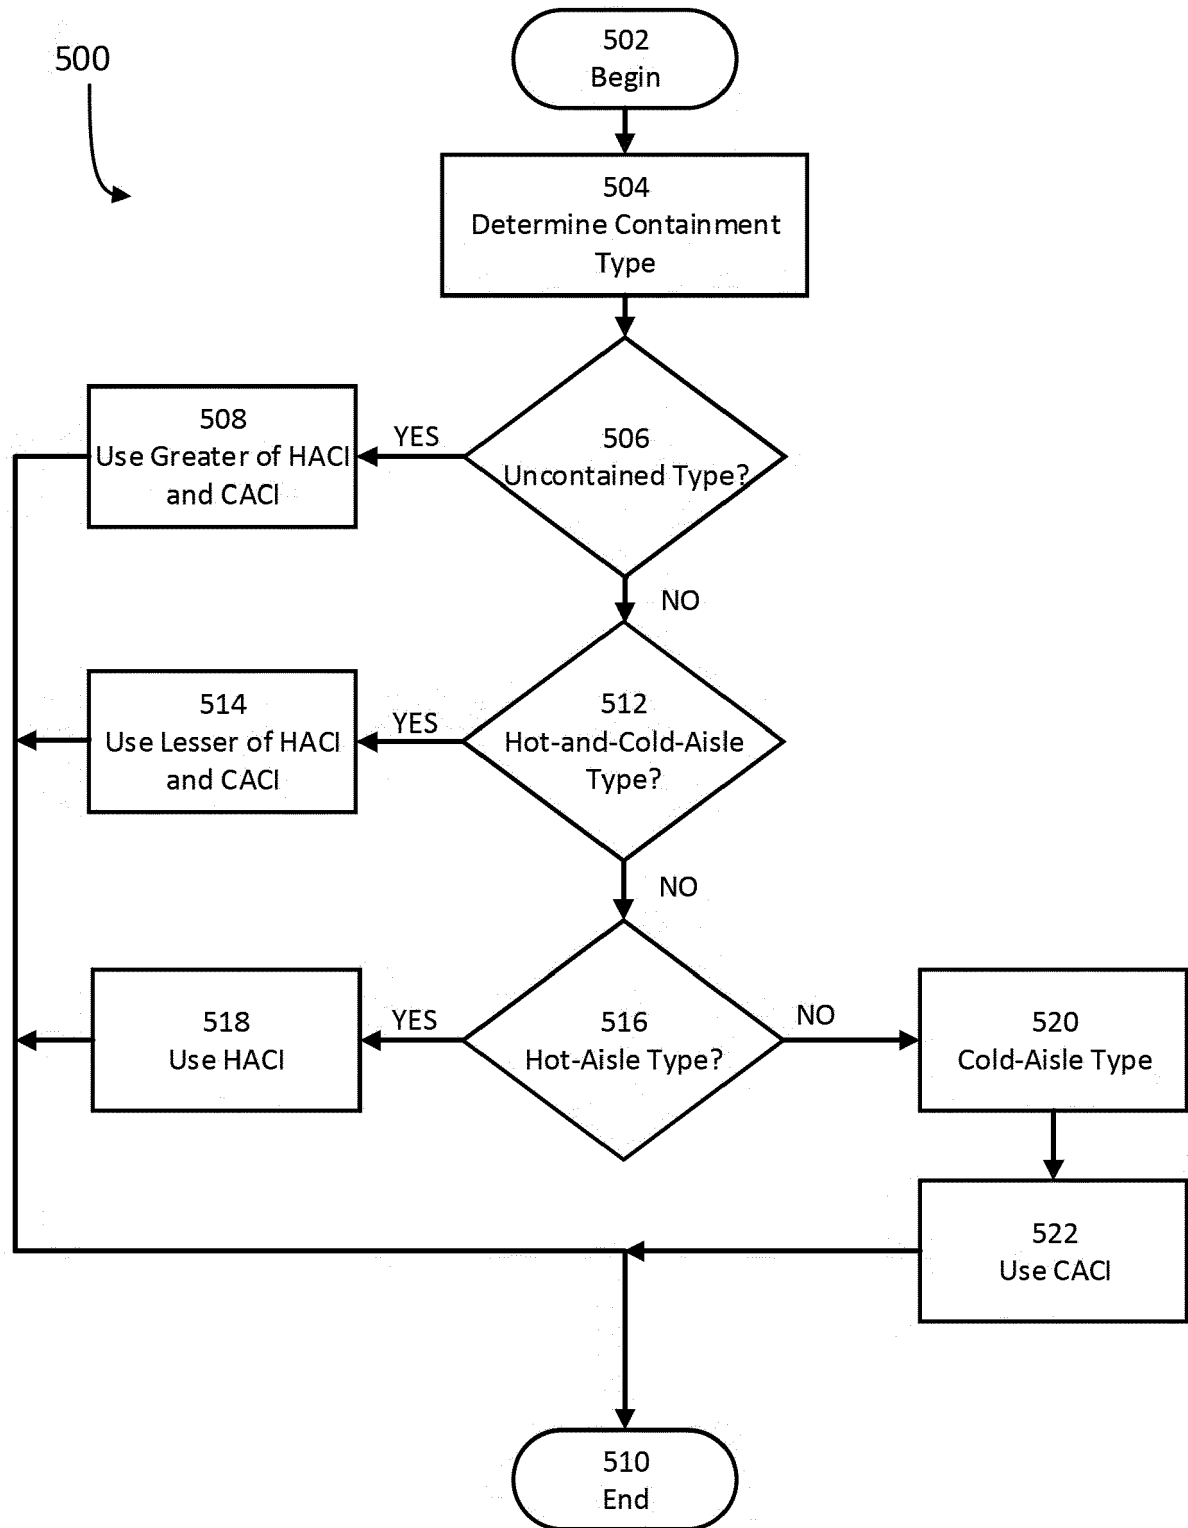 500
502
Begin
504
Determine Containment
Type
508
Use Greater of HACI
and CACI
YES
506
Uncontained Type?
NO
514
Use Lesser of HACI
and CACI
YES
512
Hot-and-Cold-Aisle
Type?
NO
518
Use HACI
YES
516
Hot-Aisle Type?
NO
520
Cold-Aisle Type
522
Use CACI
510
End